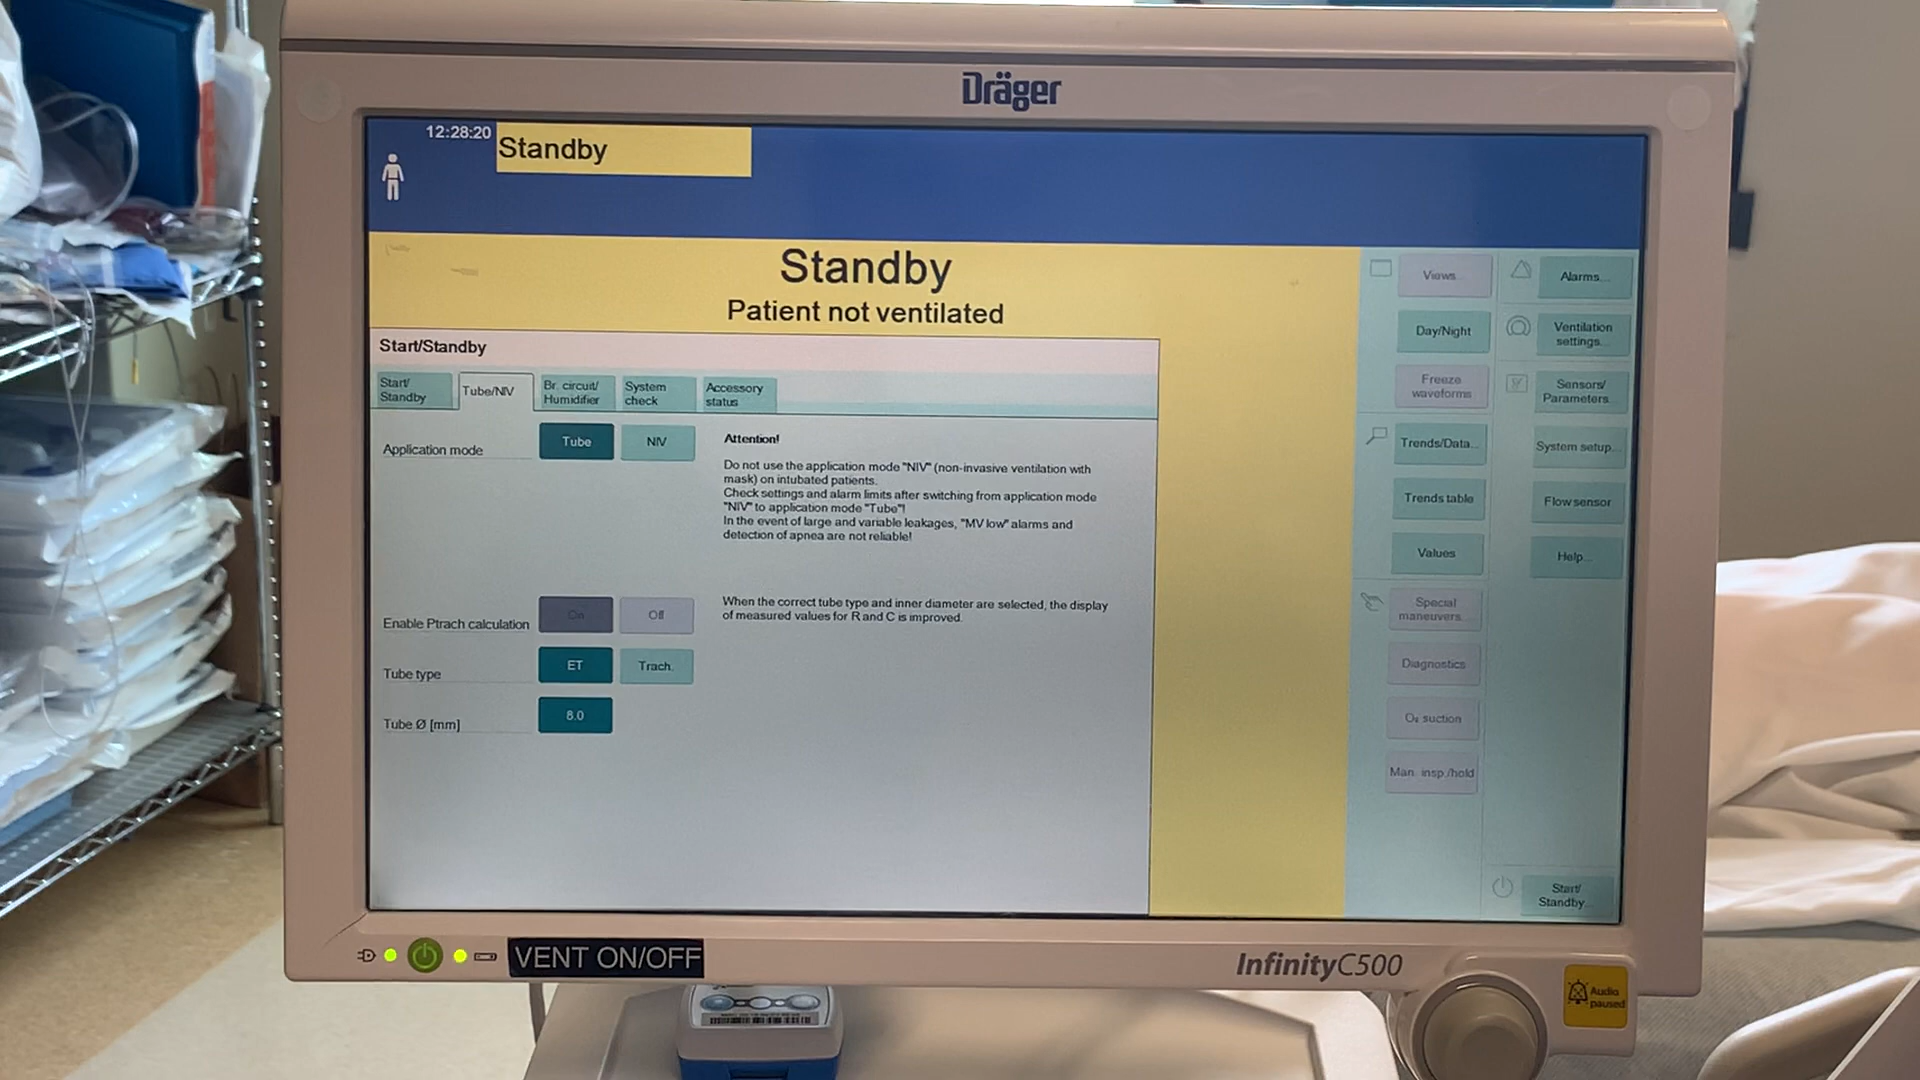 Dräger
12:28:20
Standby
Standby
Patient not ventilated
Start/Standby
Start/
Standby
Tube/NIV
Br. circuit/
Humidifier
System
check
Accessory
status
Application mode
Tube
NIV
Attention!
Do not use the application mode "NIV" (non-invasive ventilation with
mask) on intubated patients.
Check settings and alarm limits after switching from application mode
"NIV" to application mode "Tube"!
In the event of large and variable leakages, "MV low" alarms and
detection of apnea are not reliable!
Enable Ptrach calculation
On
Off
When the correct tube type and inner diameter are selected, the display
of measured values for R and C is improved.
Tube type
ET
Trach.
Tube Ø [mm]
8.0
Views
Day/Night
Freeze
waveforms
Trends/Data...
Trends table
Values
Special
maneuvers...
Diagnostics
O₂ suction
Man. insp./hold
Alarms...
Ventilation
settings...
Sensors/
Parameters...
System setup...
Flow sensor
Help...
Start/
Standby...
VENT ON/OFF
InfinityC500
Audio
paused